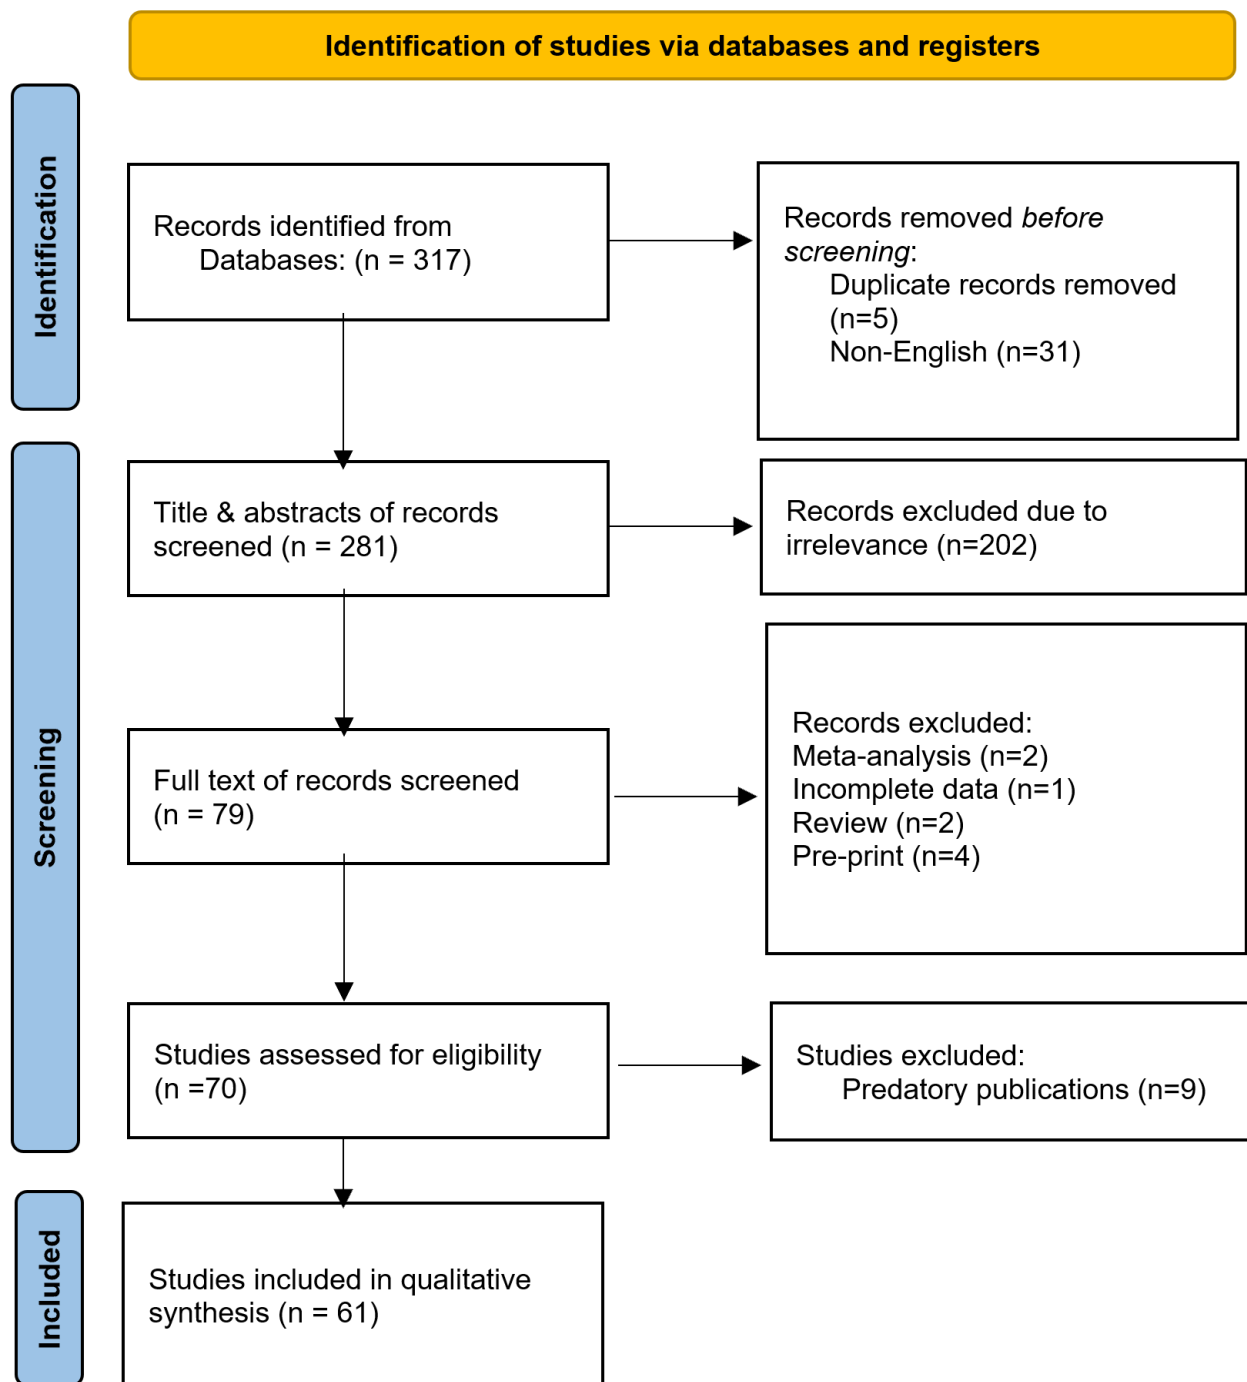 Identification of studies via databases and registers
Identification
Records identified from
Databases: (n = 317)
Records removed before
screening:
Duplicate records removed
(n=5)
Non-English (n=31)
Screening
Title & abstracts of records
screened (n = 281)
Records excluded due to
irrelevance (n=202)
Full text of records screened
(n = 79)
Records excluded:
Meta-analysis (n=2)
Incomplete data (n=1)
Review (n=2)
Pre-print (n=4)
Studies assessed for eligibility
(n =70)
Studies excluded:
Predatory publications (n=9)
Included
Studies included in qualitative
synthesis (n = 61)